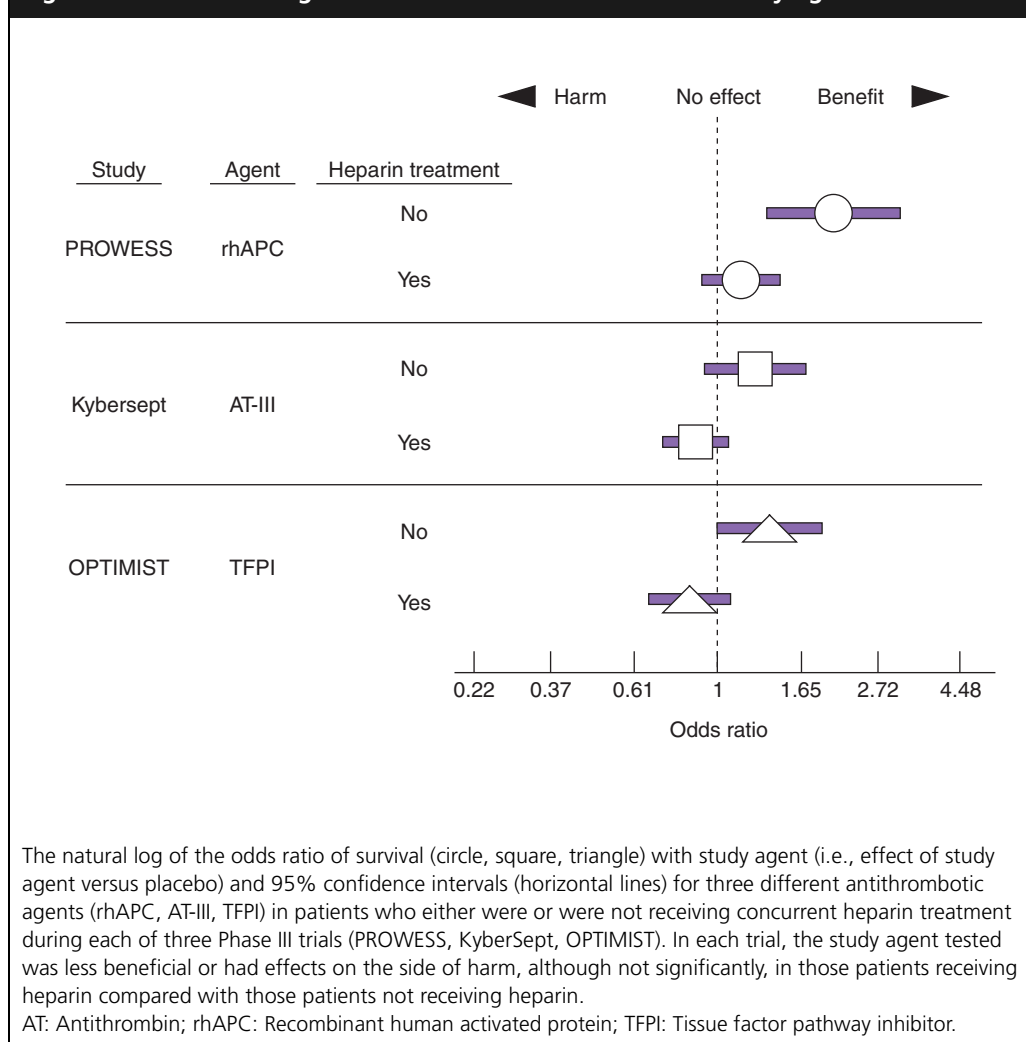 Harm No effect Benefit
Study Agent Heparin treatment
No
PROWESS rhAPC
Yes
No
Kybersept AT-III
Yes
No
OPTIMIST TFPI
Yes
0.22 0.37 0.61 1 1.65 2.72 4.48
Odds ratio
The natural log of the odds ratio of survival (circle, square, triangle) with study agent (i.e., effect of study
agent versus placebo) and 95% confidence intervals (horizontal lines) for three different antithrombotic
agents (rhAPC, AT-III, TFPI) in patients who either were or were not receiving concurrent heparin treatment
during each of three Phase III trials (PROWESS, KyberSept, OPTIMIST). In each trial, the study agent tested
was less beneficial or had effects on the side of harm, although not significantly, in those patients receiving
heparin compared with those patients not receiving heparin.
AT: Antithrombin; rhAPC: Recombinant human activated protein; TFPI: Tissue factor pathway inhibitor.